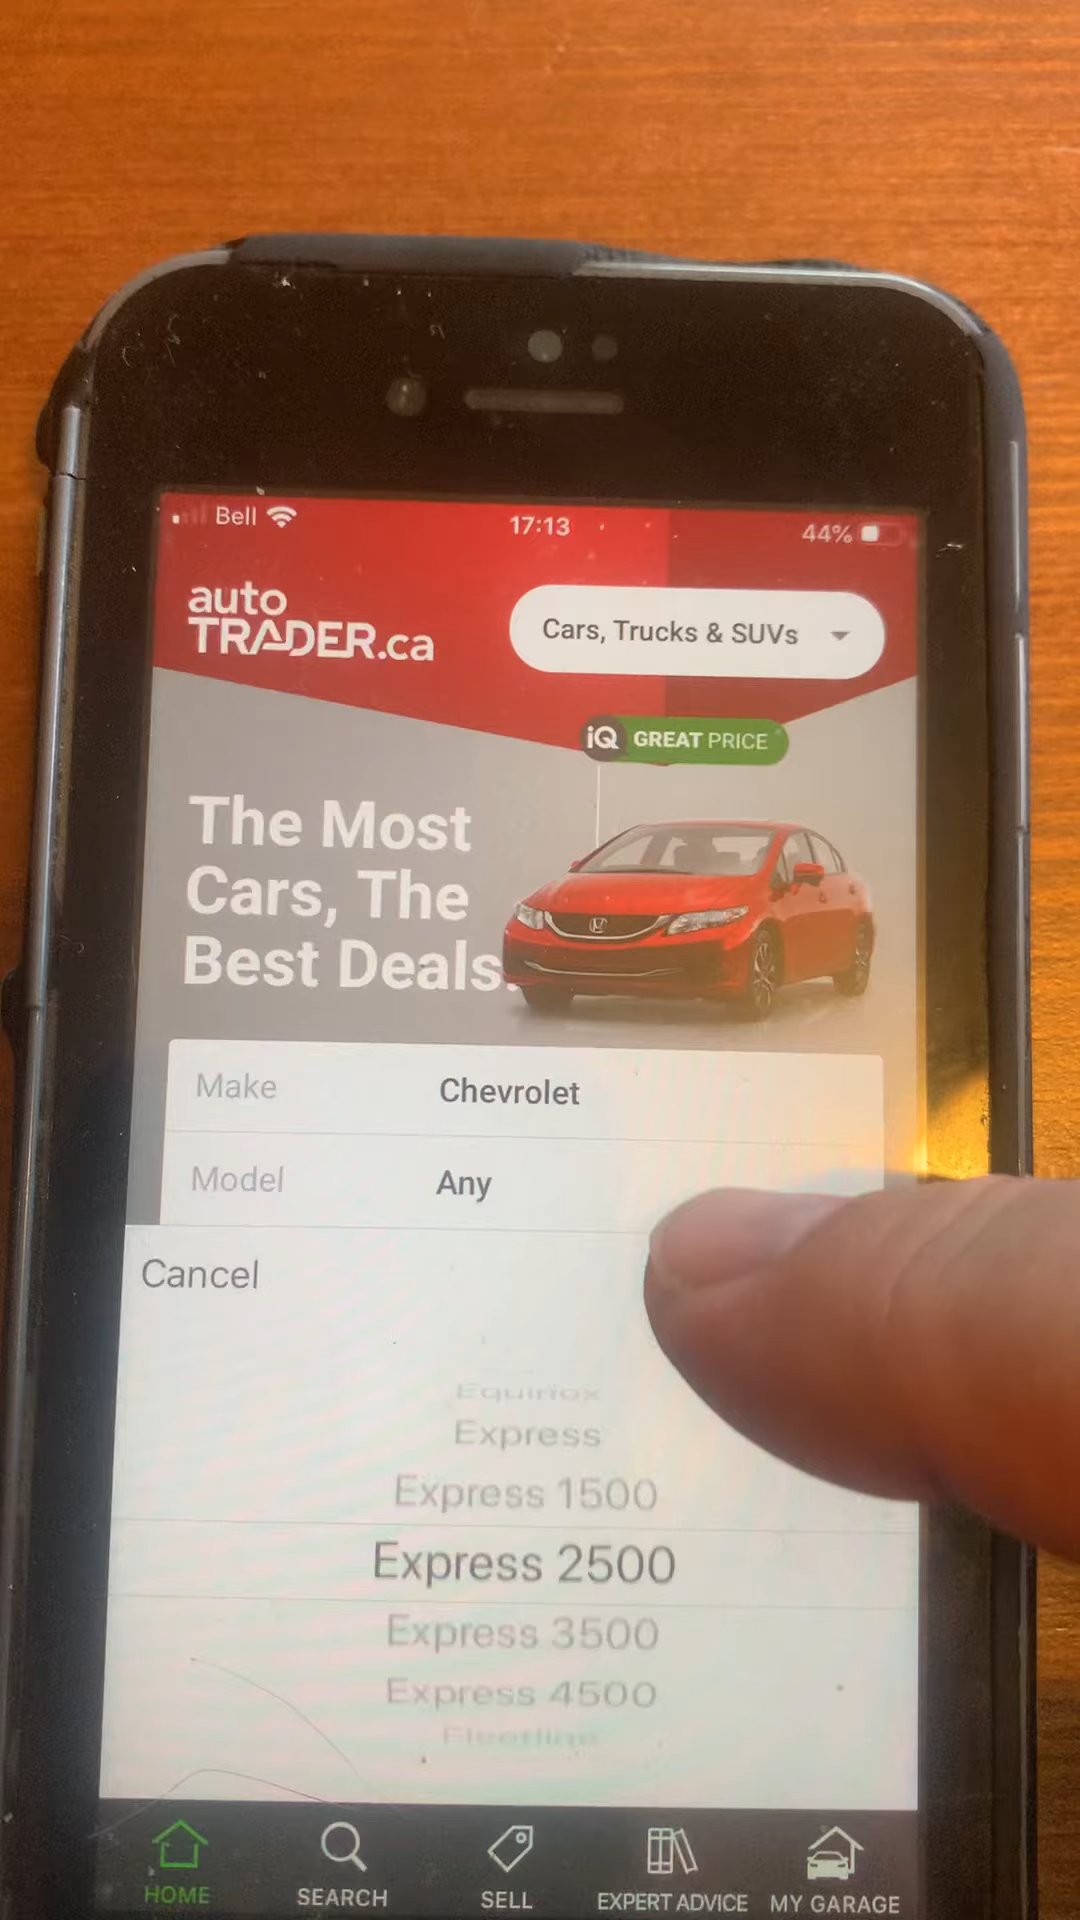 Bell 17:13 44%
auto
TRADER.ca
Cars, Trucks & SUVs
iQ GREAT PRICE
The Most
Cars, The
Best Deals.
Make Chevrolet
Model Any
Cancel
Equinox
Express
Express 1500
Express 2500
Express 3500
Express 4500
Fleetline
HOME SEARCH SELL EXPERT ADVICE MY GARAGE